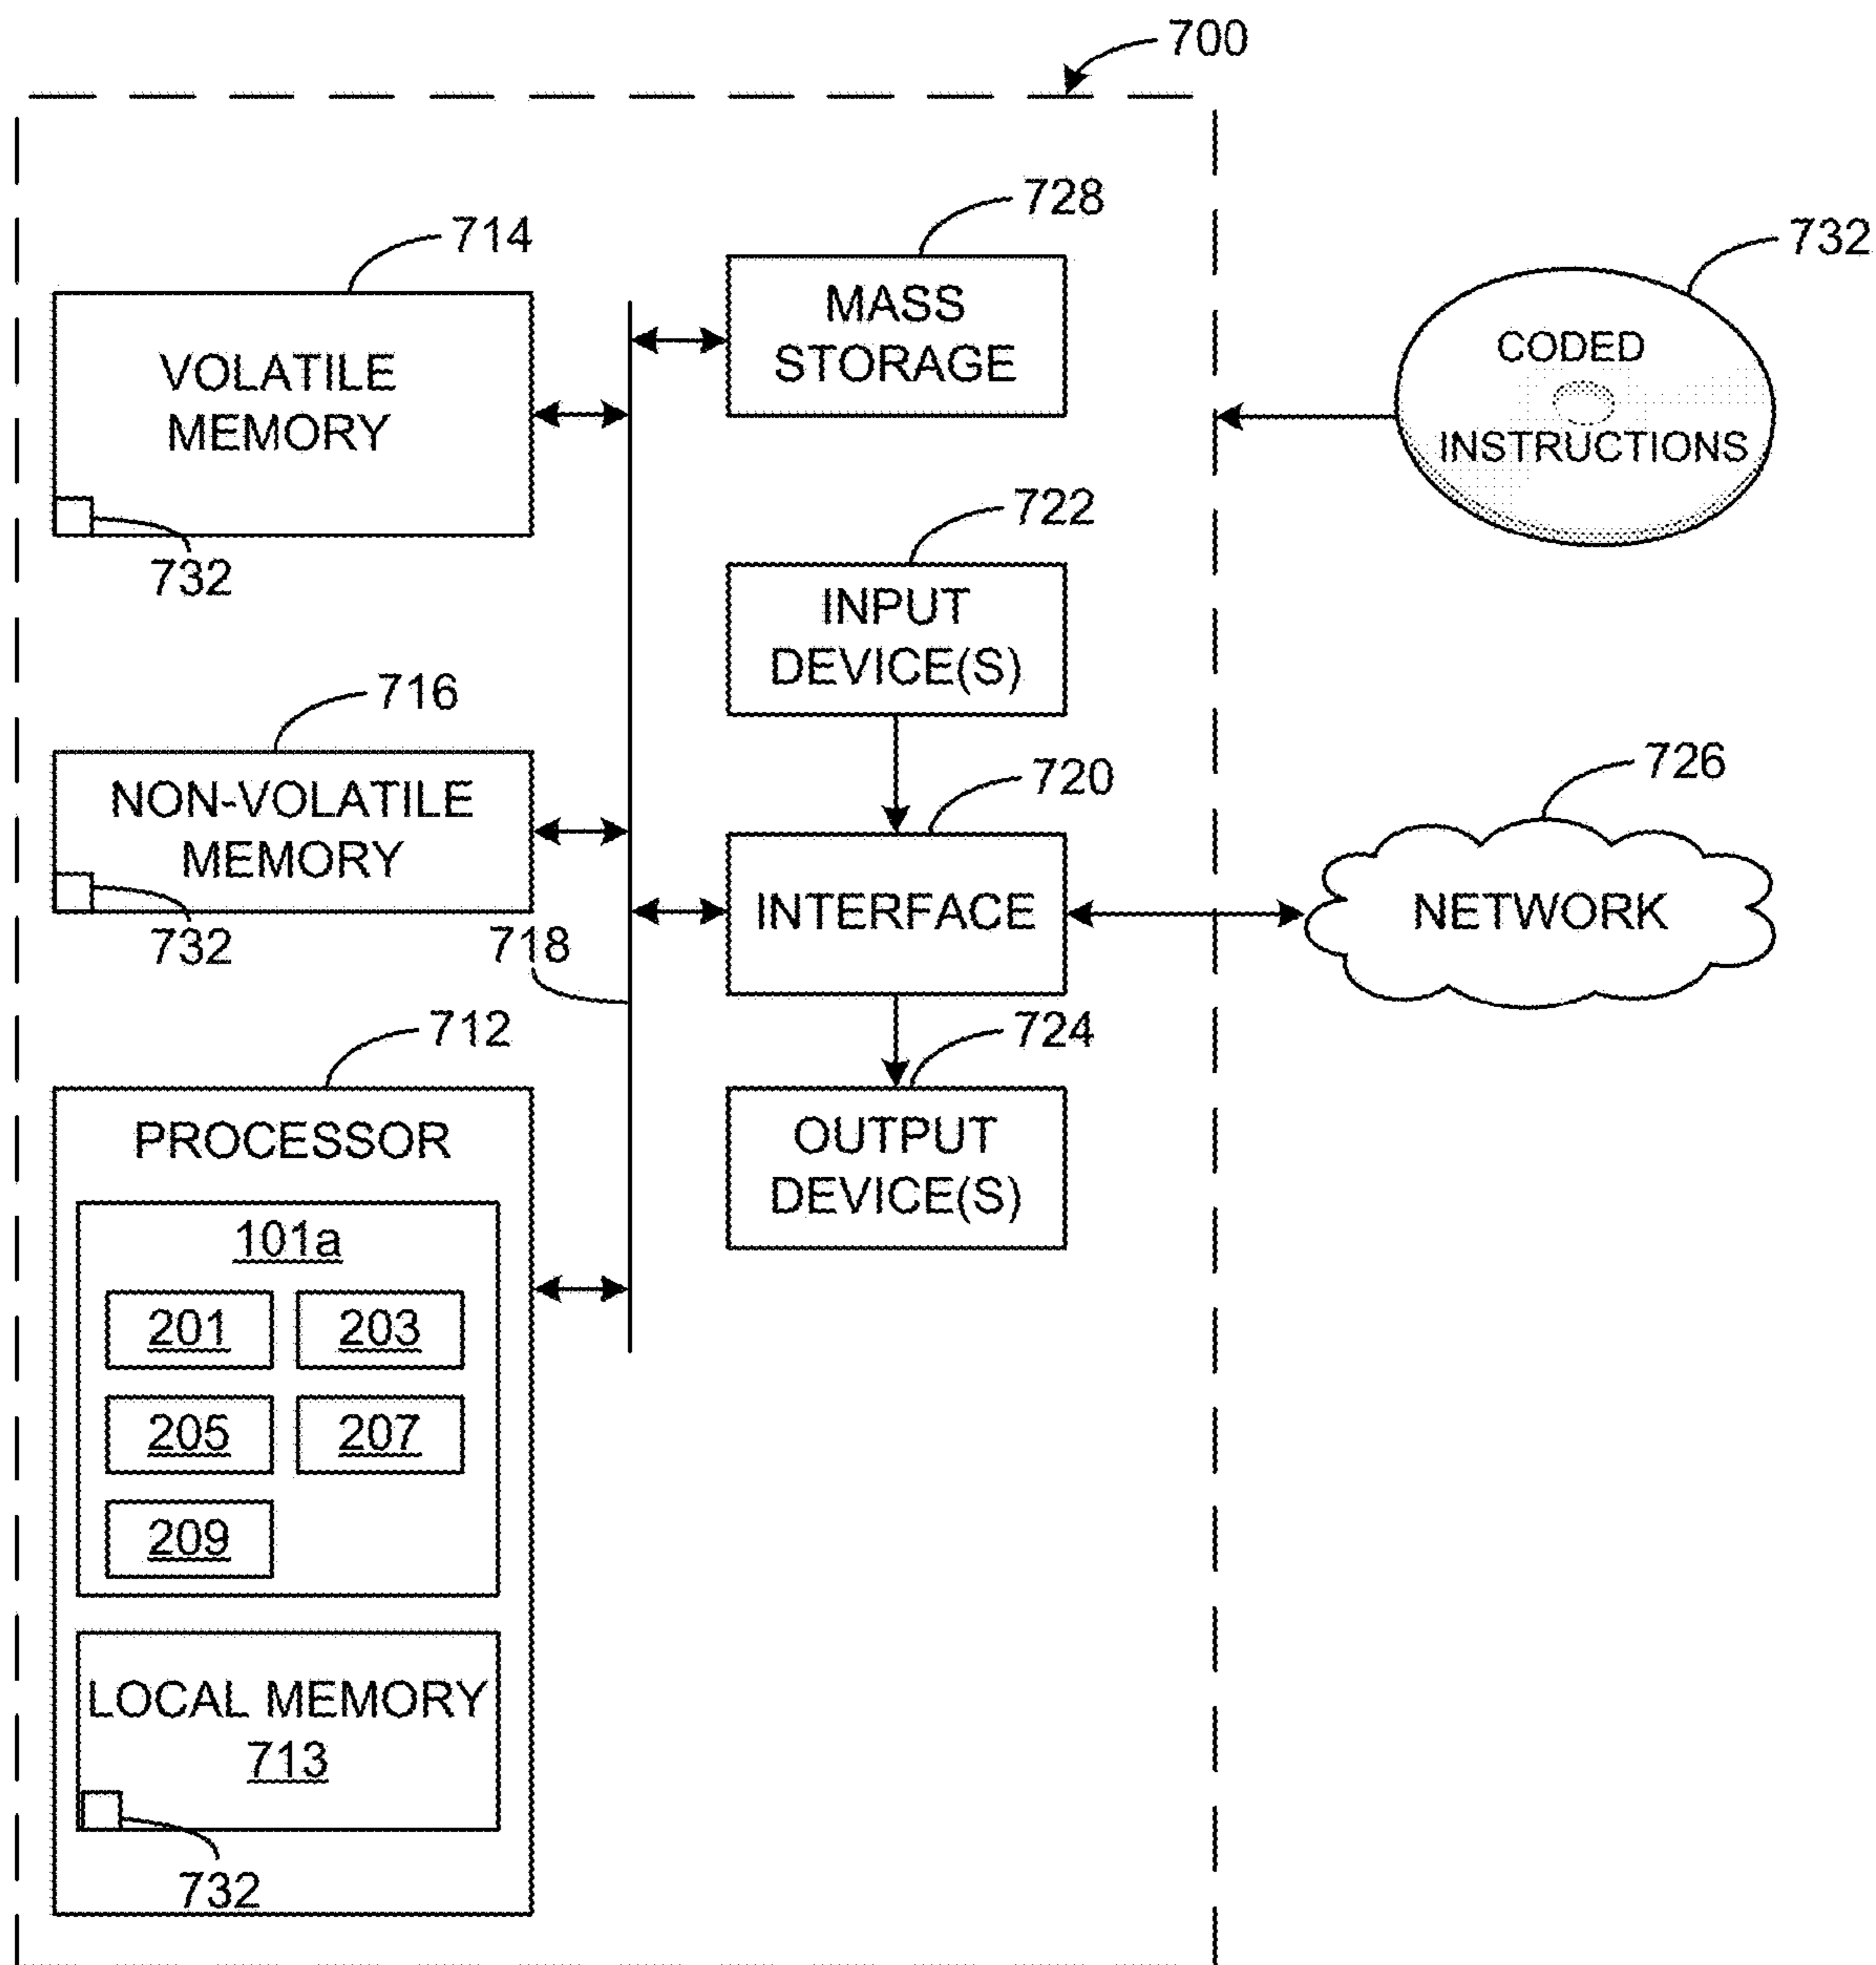 700
728
714
732
MASS
STORAGE
VOLATILE
MEMORY
CODED
INSTRUCTIONS
722
732
INPUT
DEVICE(S)
716
720
726
NON-VOLATILE
MEMORY
INTERFACE
NETWORK
732
718
712
724
PROCESSOR
OUTPUT
DEVICE(S)
101a
201
203
205
207
209
LOCAL MEMORY
713
732